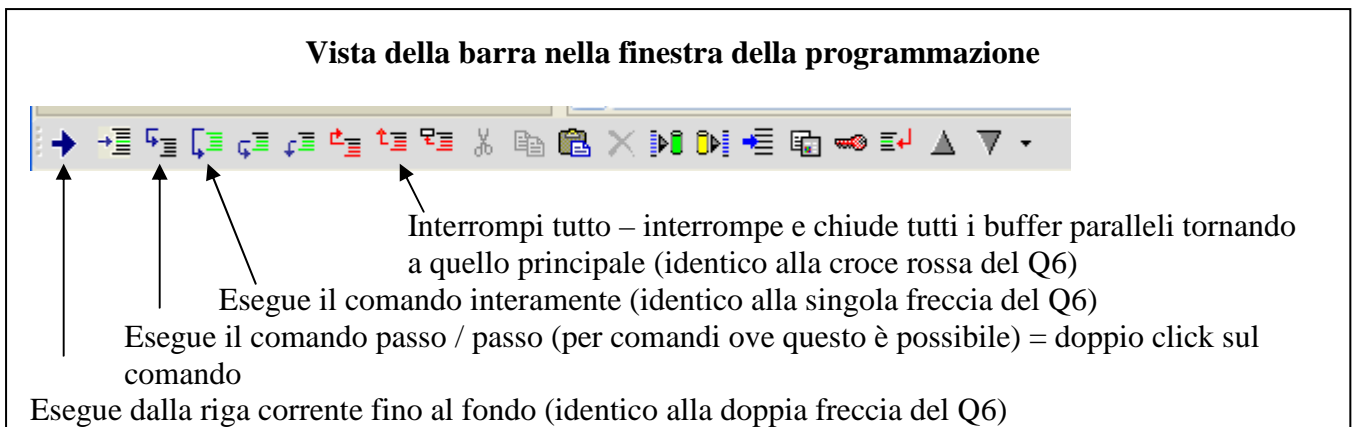 Vista della barra nella finestra della programmazione
Interrompi tutto – interrompe e chiude tutti i buffer paralleli tornando
a quello principale (identico alla croce rossa del Q6)
Esegue il comando interamente (identico alla singola freccia del Q6)
Esegue il comando passo / passo (per comandi ove questo è possibile) = doppio click sul
comando
Esegue dalla riga corrente fino al fondo (identico alla doppia freccia del Q6)